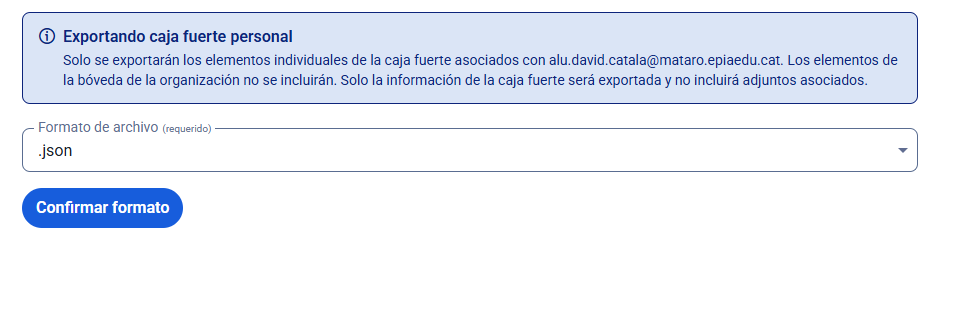 Exportando caja fuerte personal
Solo se exportarán los elementos individuales de la caja fuerte asociados con alu.david.catala@mataro.epiaedu.cat. Los elementos de
la bóveda de la organización no se incluirán. Solo la información de la caja fuerte será exportada y no incluirá adjuntos asociados.
Formato de archivo (requerido)
.json
Confirmar formato